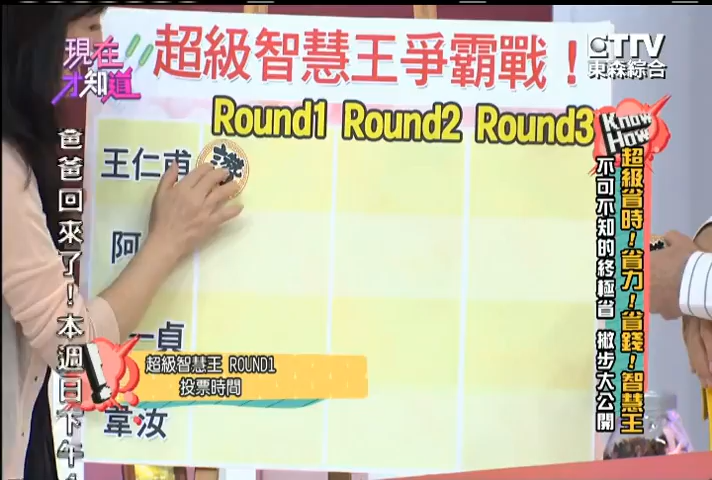 現在
才知道
超級智慧王爭霸戰！
ETTV
東森綜合
Round1 Round2 Round3
王仁甫
讚
阿
一貞
韋汝
Know
How
超級省時！省力！省錢！智慧王
不可不知的終極省 撇步大公開
爸爸回來了！本週日下午
超級智慧王 ROUND1
投票時間